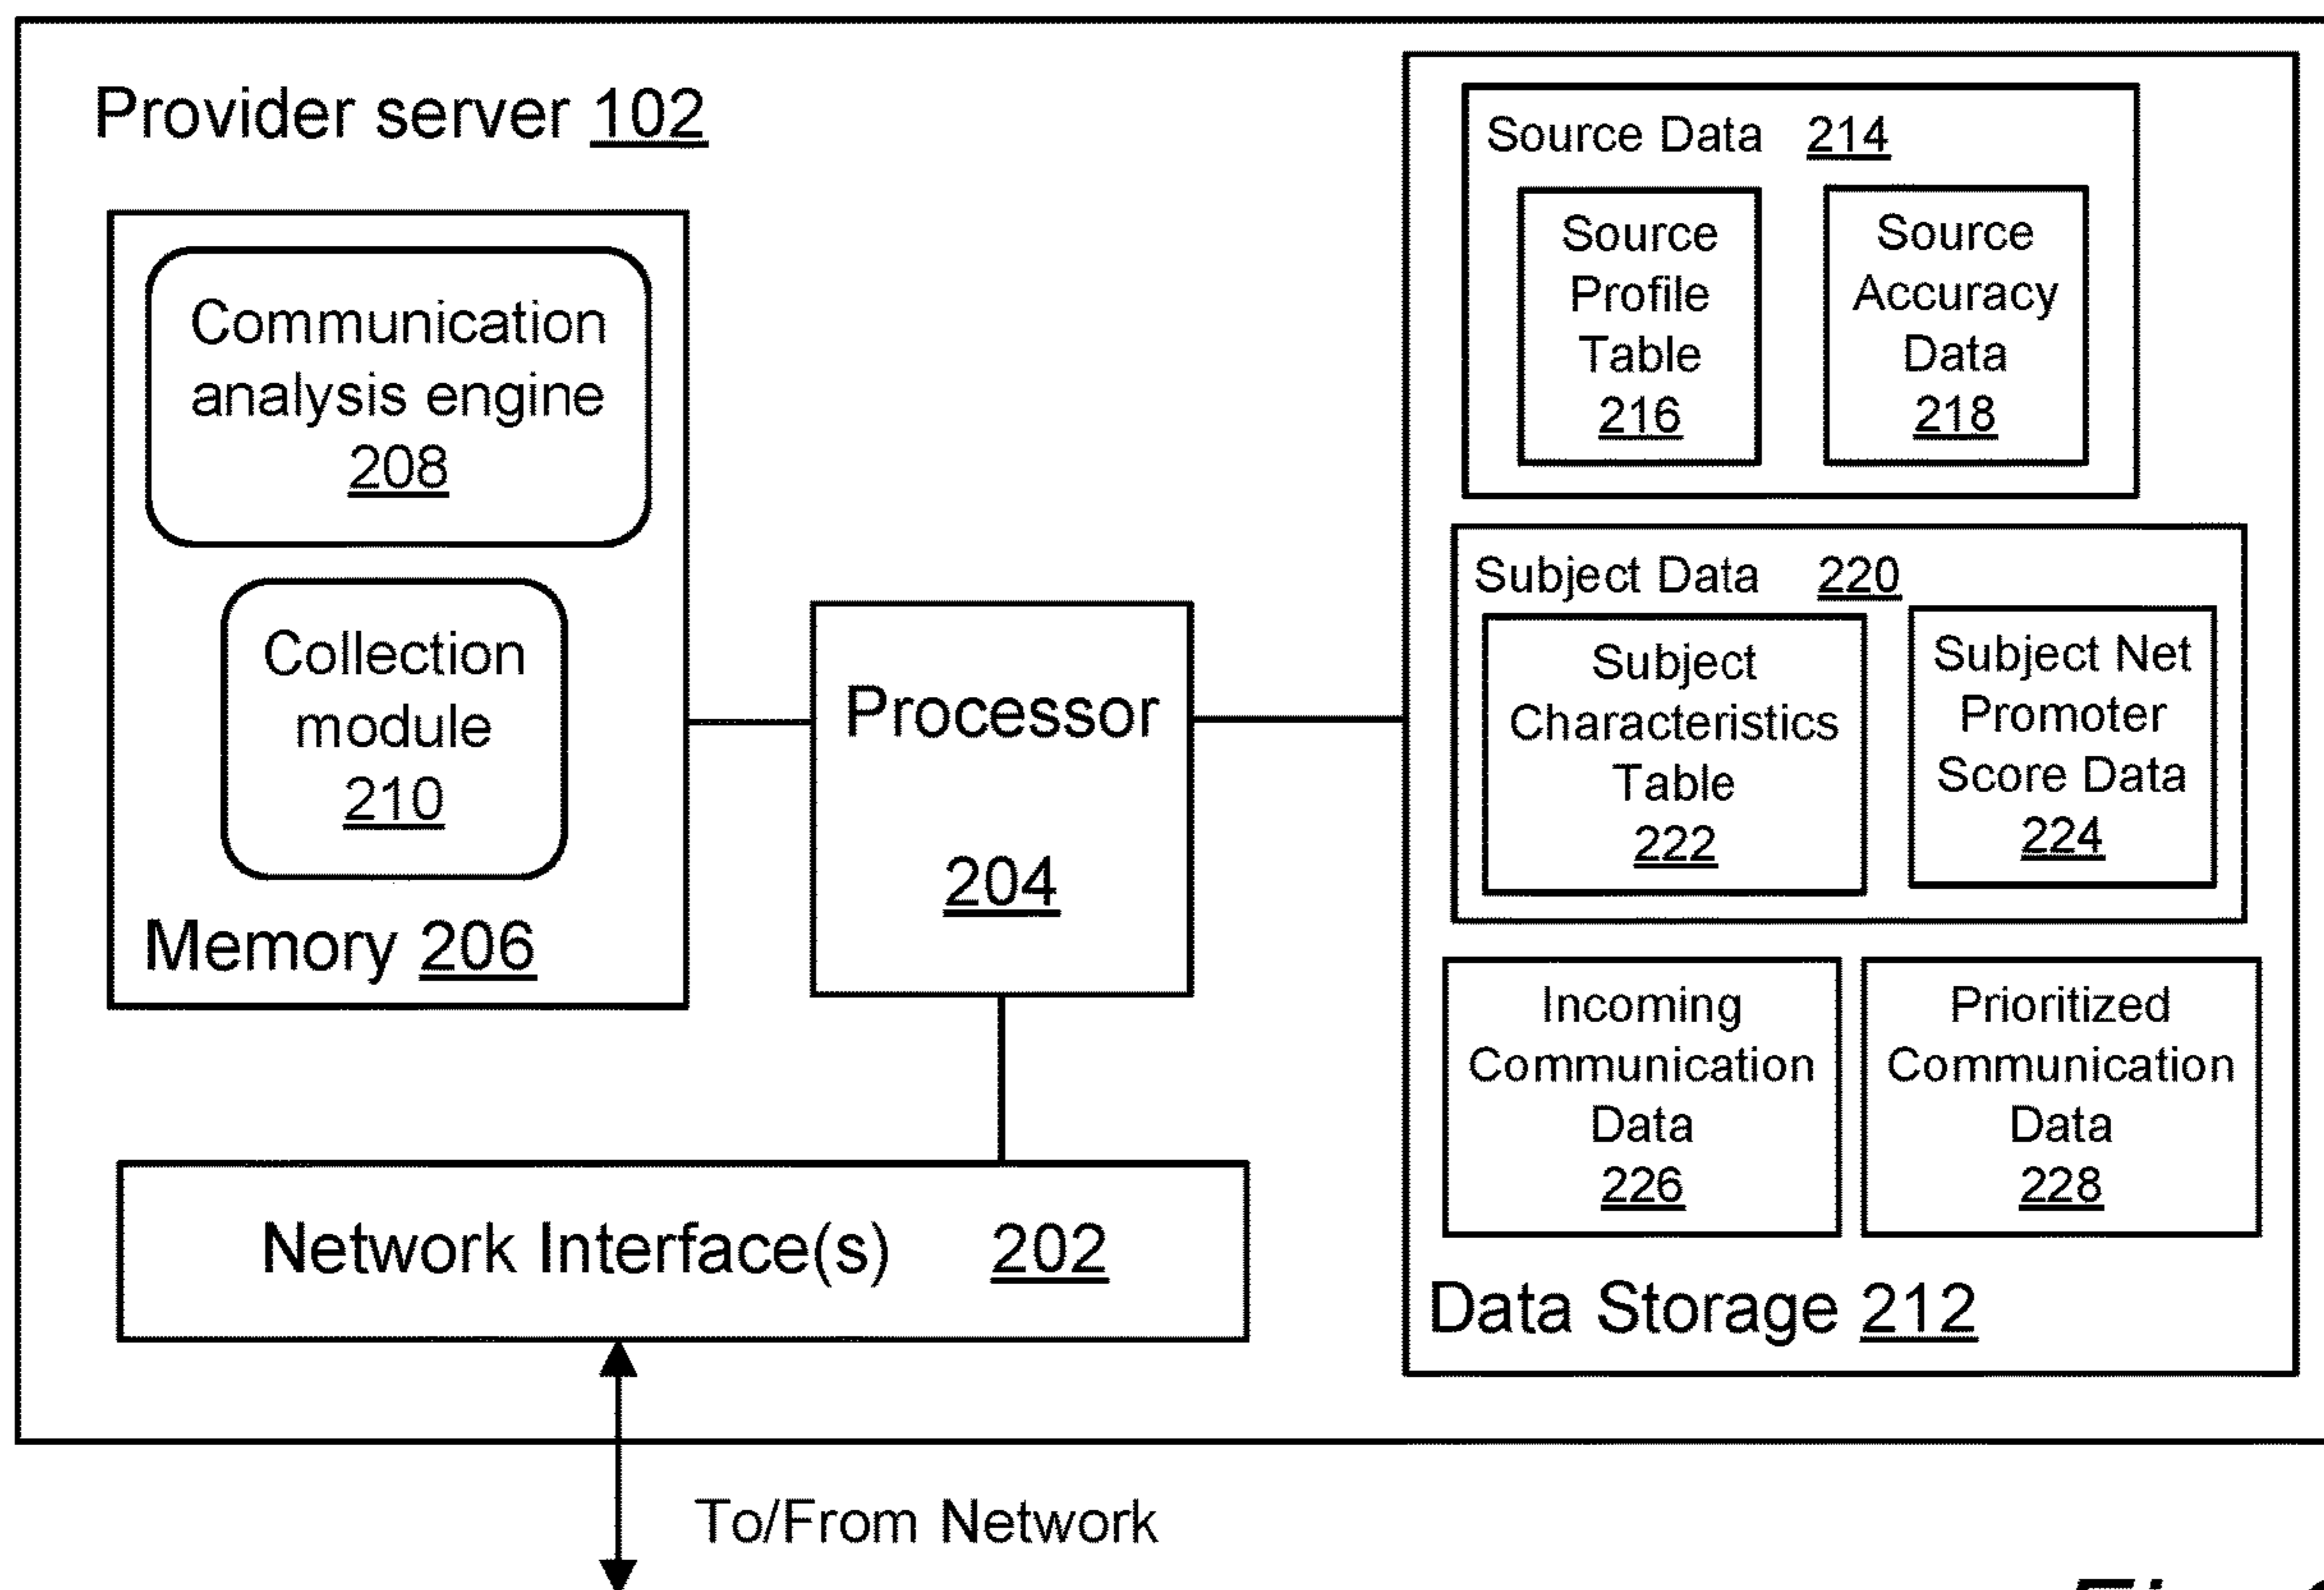 Provider server 102
Communication
analysis engine
208
Collection
module
210
Memory 206
Processor
204
Network Interface(s) 202
To/From Network
Source Data 214
Source
Profile
Table
216
Source
Accuracy
Data
218
Subject Data 220
Subject
Characteristics
Table
222
Subject Net
Promoter
Score Data
224
Incoming
Communication
Data
226
Prioritized
Communication
Data
228
Data Storage 212